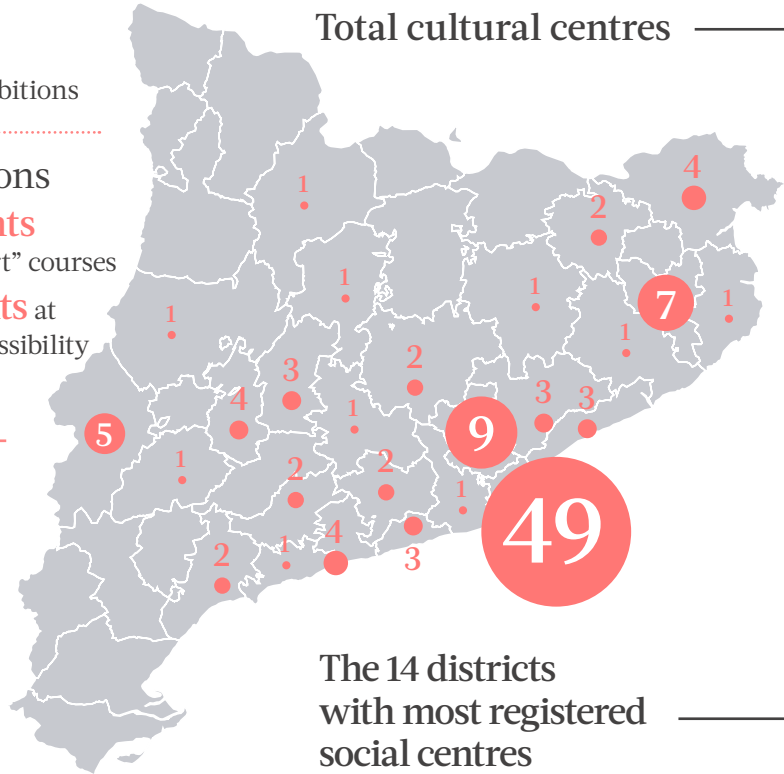 Total cultural centres
bitions
ons
nts
rt” courses
ts at
ssibility
4
1
2
1
1
7
1
1
1
3
2
4
1
3
3
5
9
1
2
2
1
49
2
1
4
3
The 14 districts
with most registered
social centres